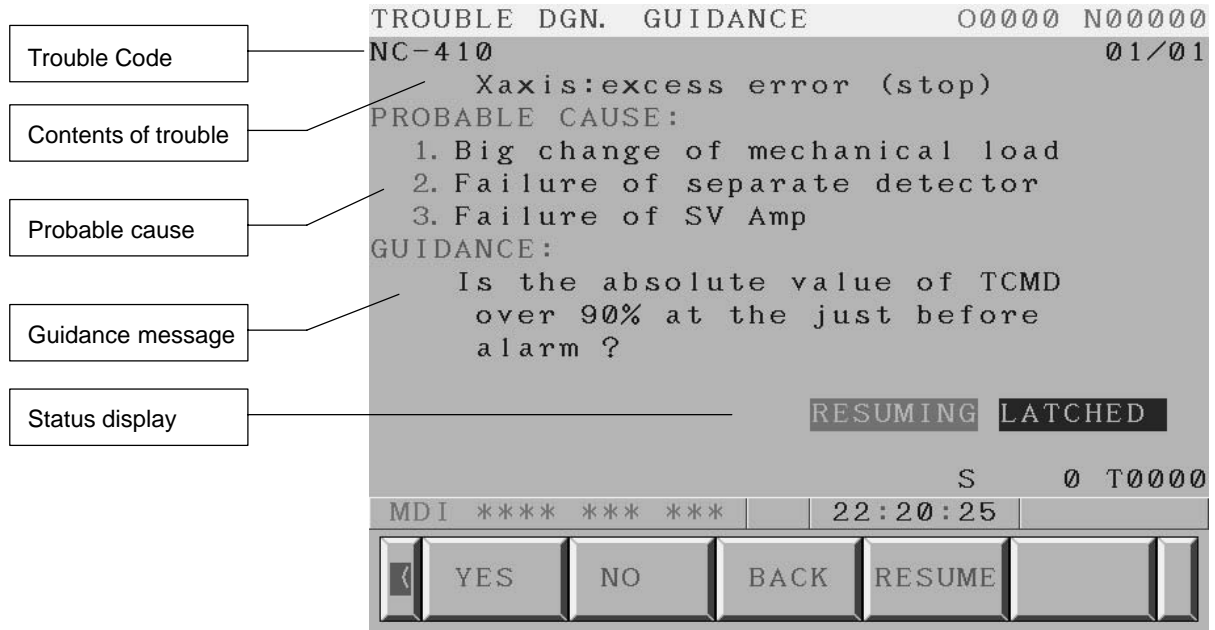 TROUBLE DGN. GUIDANCE O0000 N00000
Trouble Code
NC-410 01/01
Xaxis:excess error (stop)
Contents of trouble
PROBABLE CAUSE:
1. Big change of mechanical load
2. Failure of separate detector
3. Failure of SV Amp
Probable cause
GUIDANCE:
Is the absolute value of TCMD
over 90% at the just before
alarm ?
Guidance message
Status display
RESUMING LATCHED
S 0 T0000
MDI **** *** *** 22:20:25
< YES NO BACK RESUME